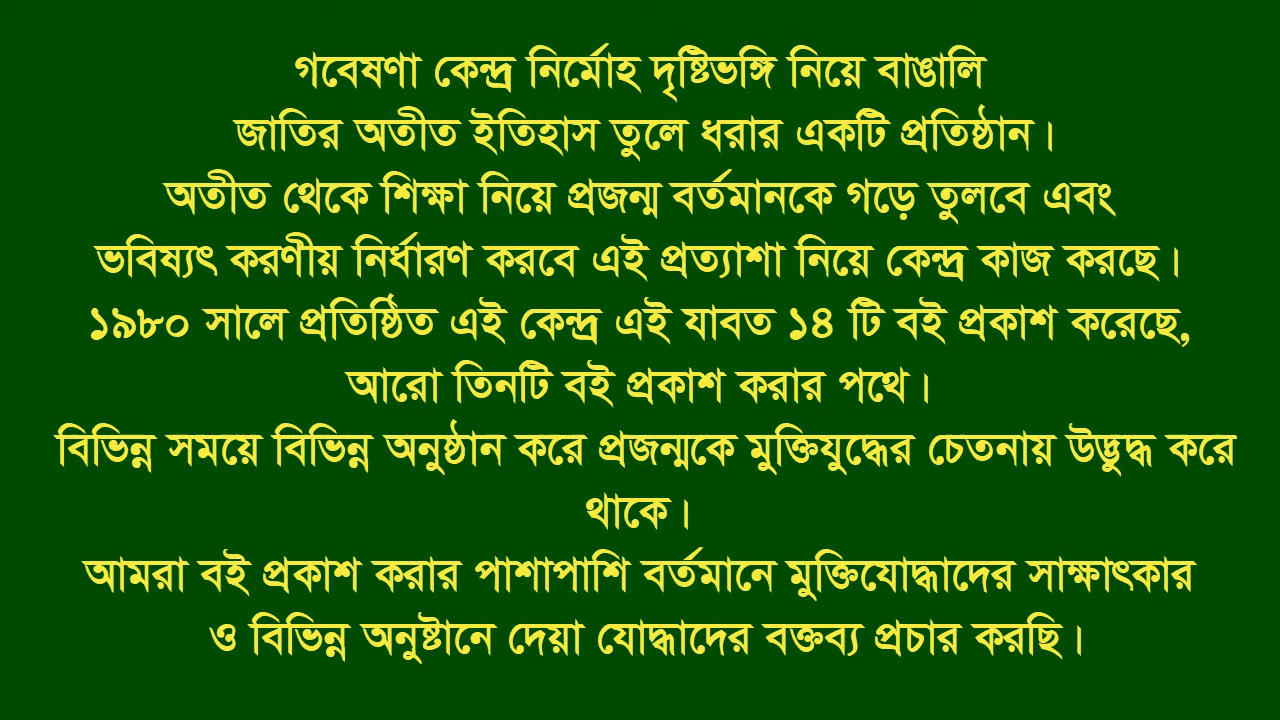 গবেষণা কেন্দ্র নির্মোহ দৃষ্টিভঙ্গি নিয়ে বাঙালি
জাতির অতীত ইতিহাস তুলে ধরার একটি প্রতিষ্ঠান।
অতীত থেকে শিক্ষা নিয়ে প্রজন্ম বর্তমানকে গড়ে তুলবে এবং
ভবিষ্যৎ করণীয় নির্ধারণ করবে এই প্রত্যাশা নিয়ে কেন্দ্র কাজ করছে।
১৯৮০ সালে প্রতিষ্ঠিত এই কেন্দ্র এই যাবত ১৪ টি বই প্রকাশ করেছে,
আরো তিনটি বই প্রকাশ করার পথে।
বিভিন্ন সময়ে বিভিন্ন অনুষ্ঠান করে প্রজন্মকে মুক্তিযুদ্ধের চেতনায় উদ্ভুদ্ধ করে
থাকে।
আমরা বই প্রকাশ করার পাশাপাশি বর্তমানে মুক্তিযোদ্ধাদের সাক্ষাৎকার
ও বিভিন্ন অনুষ্টানে দেয়া যোদ্ধাদের বক্তব্য প্রচার করছি।